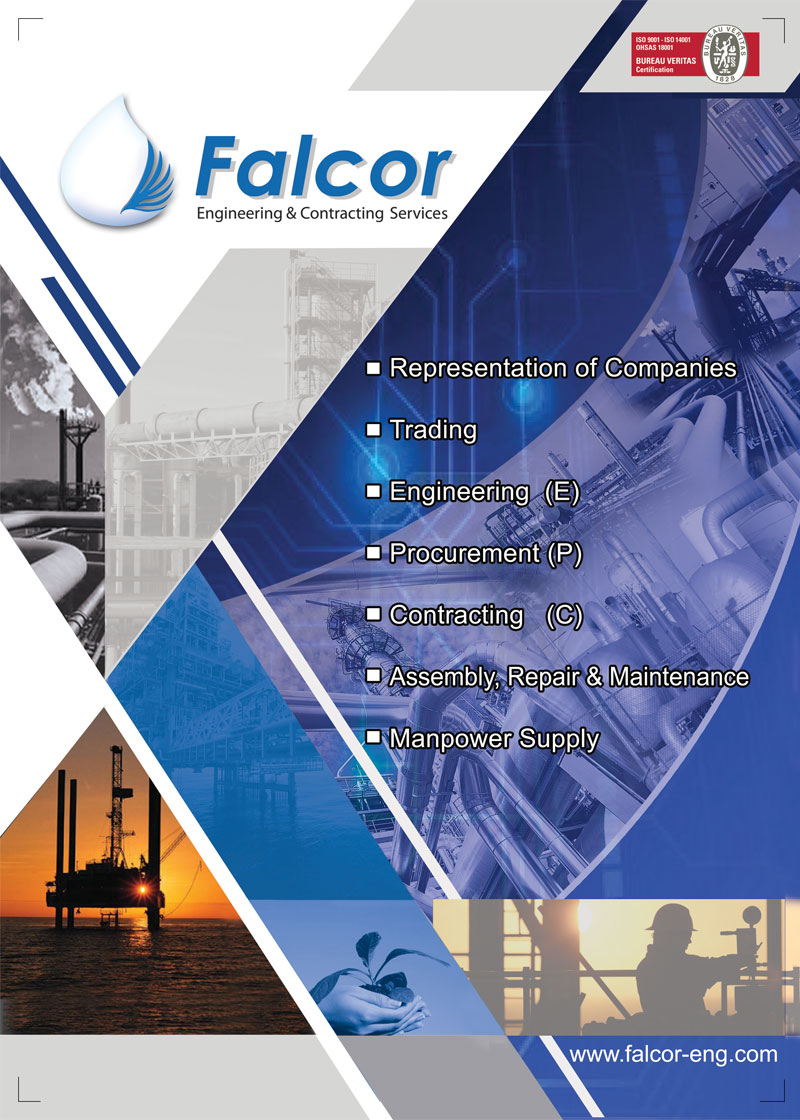 ISO 9001 - ISO 14001
OHSAS 18001
BUREAU VERITAS
Certification
BUREAU VERITAS
1828
Falcor
Engineering & Contracting Services
Representation of Companies
Trading
Engineering (E)
Procurement (P)
Contracting (C)
Assembly, Repair & Maintenance
Manpower Supply
www.falcor-eng.com